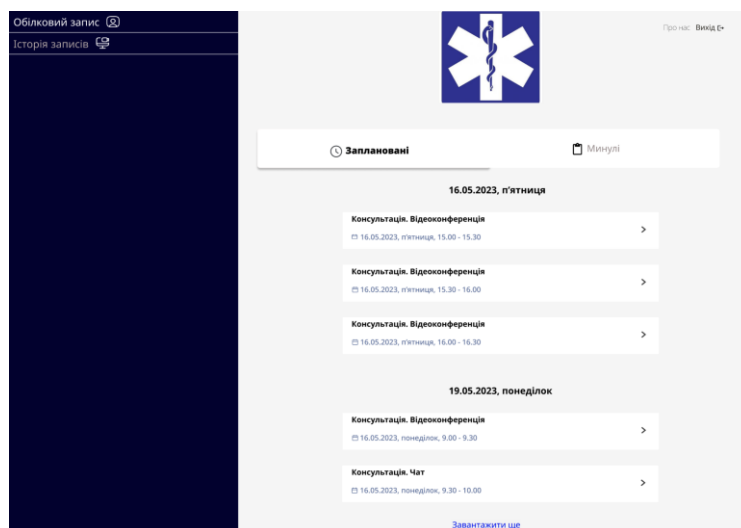 Обілковий запис
Історія записів
Про нас Вихід
Заплановані
Минулі
16.05.2023, п'ятниця
Консультація. Відеоконференція
16.05.2023, п'ятниця, 15.00 - 15.30
Консультація. Відеоконференція
16.05.2023, п'ятниця, 15.30 - 16.00
Консультація. Відеоконференція
16.05.2023, п'ятниця, 16.00 - 16.30
19.05.2023, понеділок
Консультація. Відеоконференція
16.05.2023, понеділок, 9.00 - 9.30
Консультація. Чат
16.05.2023, понеділок, 9.30 - 10.00
Завантажити ще